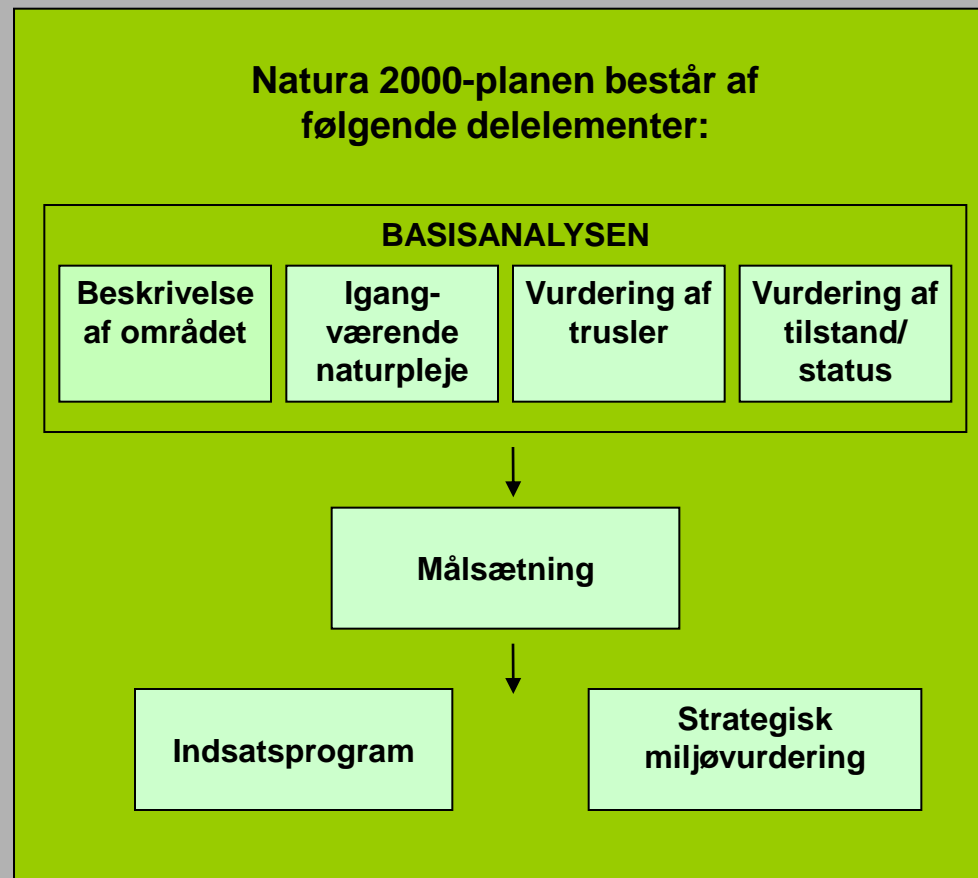 Natura 2000-planen består af
følgende delelementer:
BASISANALYSEN
Beskrivelse
af området
Igang-
værende
naturpleje
Vurdering af
trusler
Vurdering af
tilstand/
status
Målsætning
Indsatsprogram
Strategisk
miljøvurdering